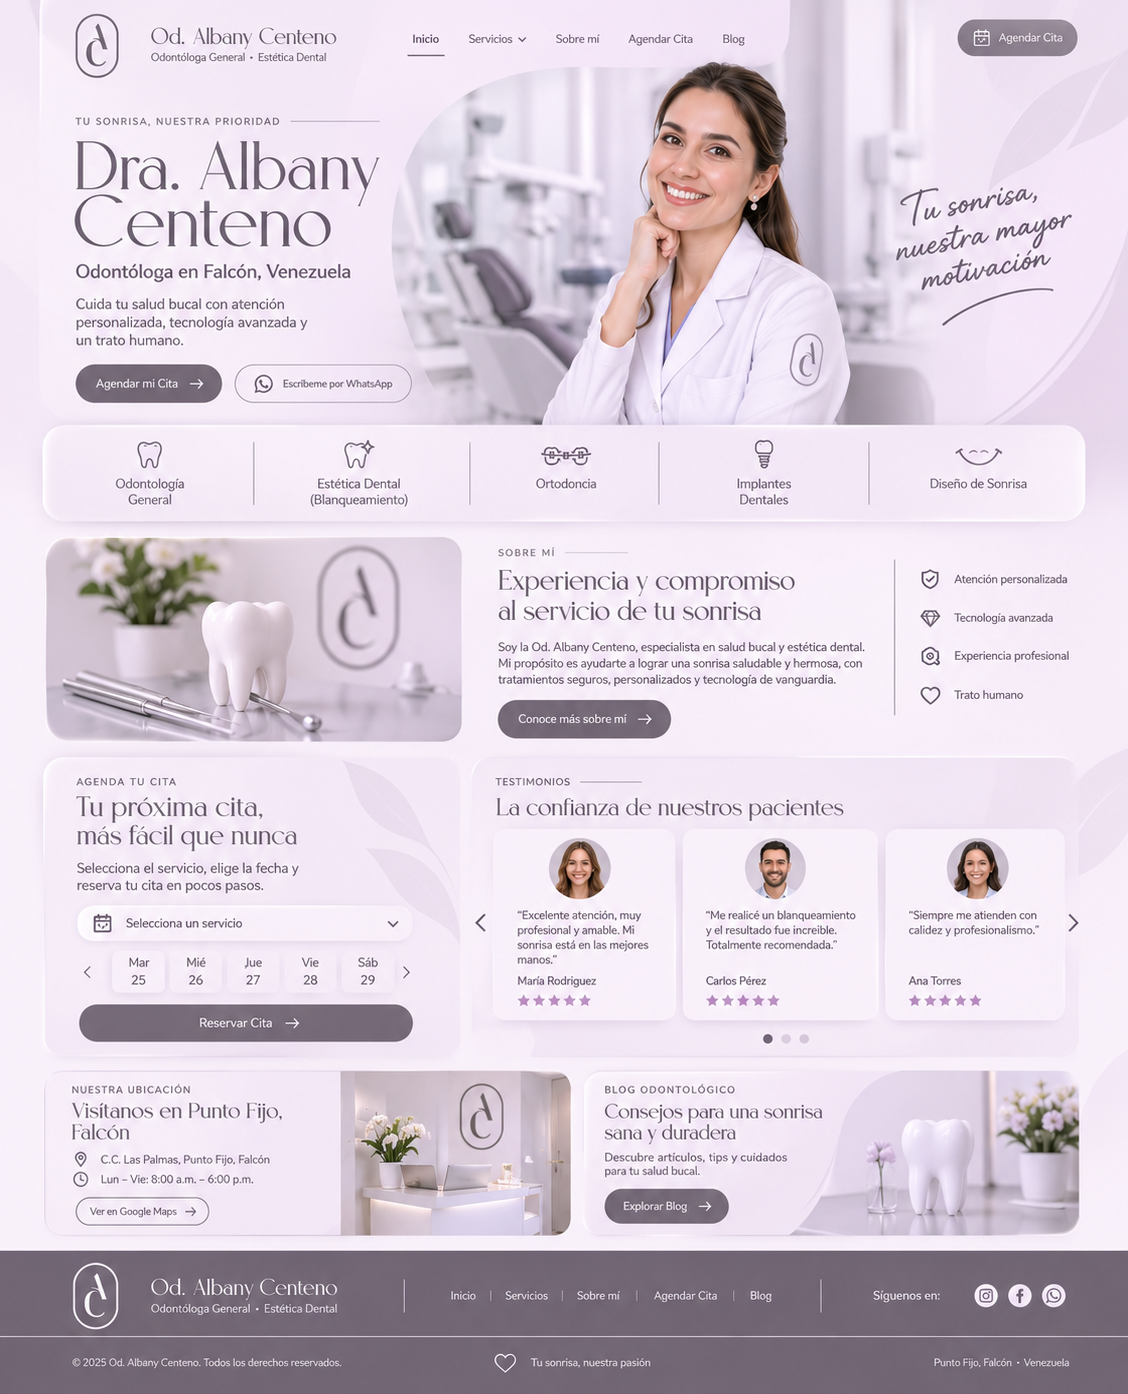 Od. Albany Centeno
Odontóloga General • Estética Dental
Inicio
Servicios
Sobre mí
Agendar Cita
Blog
Agendar Cita
TU SONRISA, NUESTRA PRIORIDAD
Dra. Albany
Centeno
Odontóloga en Falcón, Venezuela
Cuida tu salud bucal con atención
personalizada, tecnología avanzada y
un trato humano.
Agendar mi Cita
Escríbeme por WhatsApp
Tu sonrisa,
nuestra mayor
motivación
Odontología
General
Estética Dental
(Blanqueamiento)
Ortodoncia
Implantes
Dentales
Diseño de Sonrisa
SOBRE MÍ
Experiencia y compromiso
al servicio de tu sonrisa
Soy la Od. Albany Centeno, especialista en salud bucal y estética dental.
Mi propósito es ayudarte a lograr una sonrisa saludable y hermosa, con
tratamientos seguros, personalizados y tecnología de vanguardia.
Conoce más sobre mí
Atención personalizada
Tecnología avanzada
Experiencia profesional
Trato humano
AGENDA TU CITA
Tu próxima cita,
más fácil que nunca
Selecciona el servicio, elige la fecha y
reserva tu cita en pocos pasos.
Selecciona un servicio
Mar
25
Mié
26
Jue
27
Vie
28
Sáb
29
Reservar Cita
TESTIMONIOS
La confianza de nuestros pacientes
“Excelente atención, muy
profesional y amable. Mi
sonrisa está en las mejores
manos.”
María Rodriguez
“Me realicé un blanqueamiento
y el resultado fue increíble.
Totalmente recomendada.”
Carlos Pérez
“Siempre me atienden con
calidez y profesionalismo.”
Ana Torres
NUESTRA UBICACIÓN
Visítanos en Punto Fijo,
Falcón
C.C. Las Palmas, Punto Fijo, Falcón
Lun – Vie: 8:00 a.m. – 6:00 p.m.
Ver en Google Maps
BLOG ODONTOLÓGICO
Consejos para una sonrisa
sana y duradera
Descubre artículos, tips y cuidados
para tu salud bucal.
Explorar Blog
Od. Albany Centeno
Odontóloga General • Estética Dental
Inicio | Servicios | Sobre mí | Agendar Cita | Blog
Síguenos en:
© 2025 Od. Albany Centeno. Todos los derechos reservados.
Tu sonrisa, nuestra pasión
Punto Fijo, Falcón • Venezuela